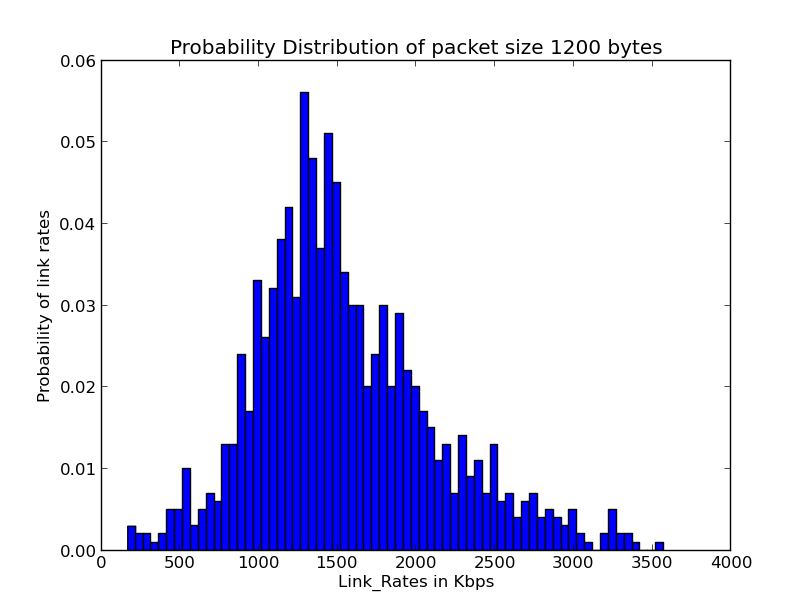 Probability Distribution of packet size 1200 bytes
0.06
0.05
0.04
0.03
0.02
0.01
0.00
Probability of link rates
0 500 1000 1500 2000 2500 3000 3500 4000
Link_Rates in Kbps